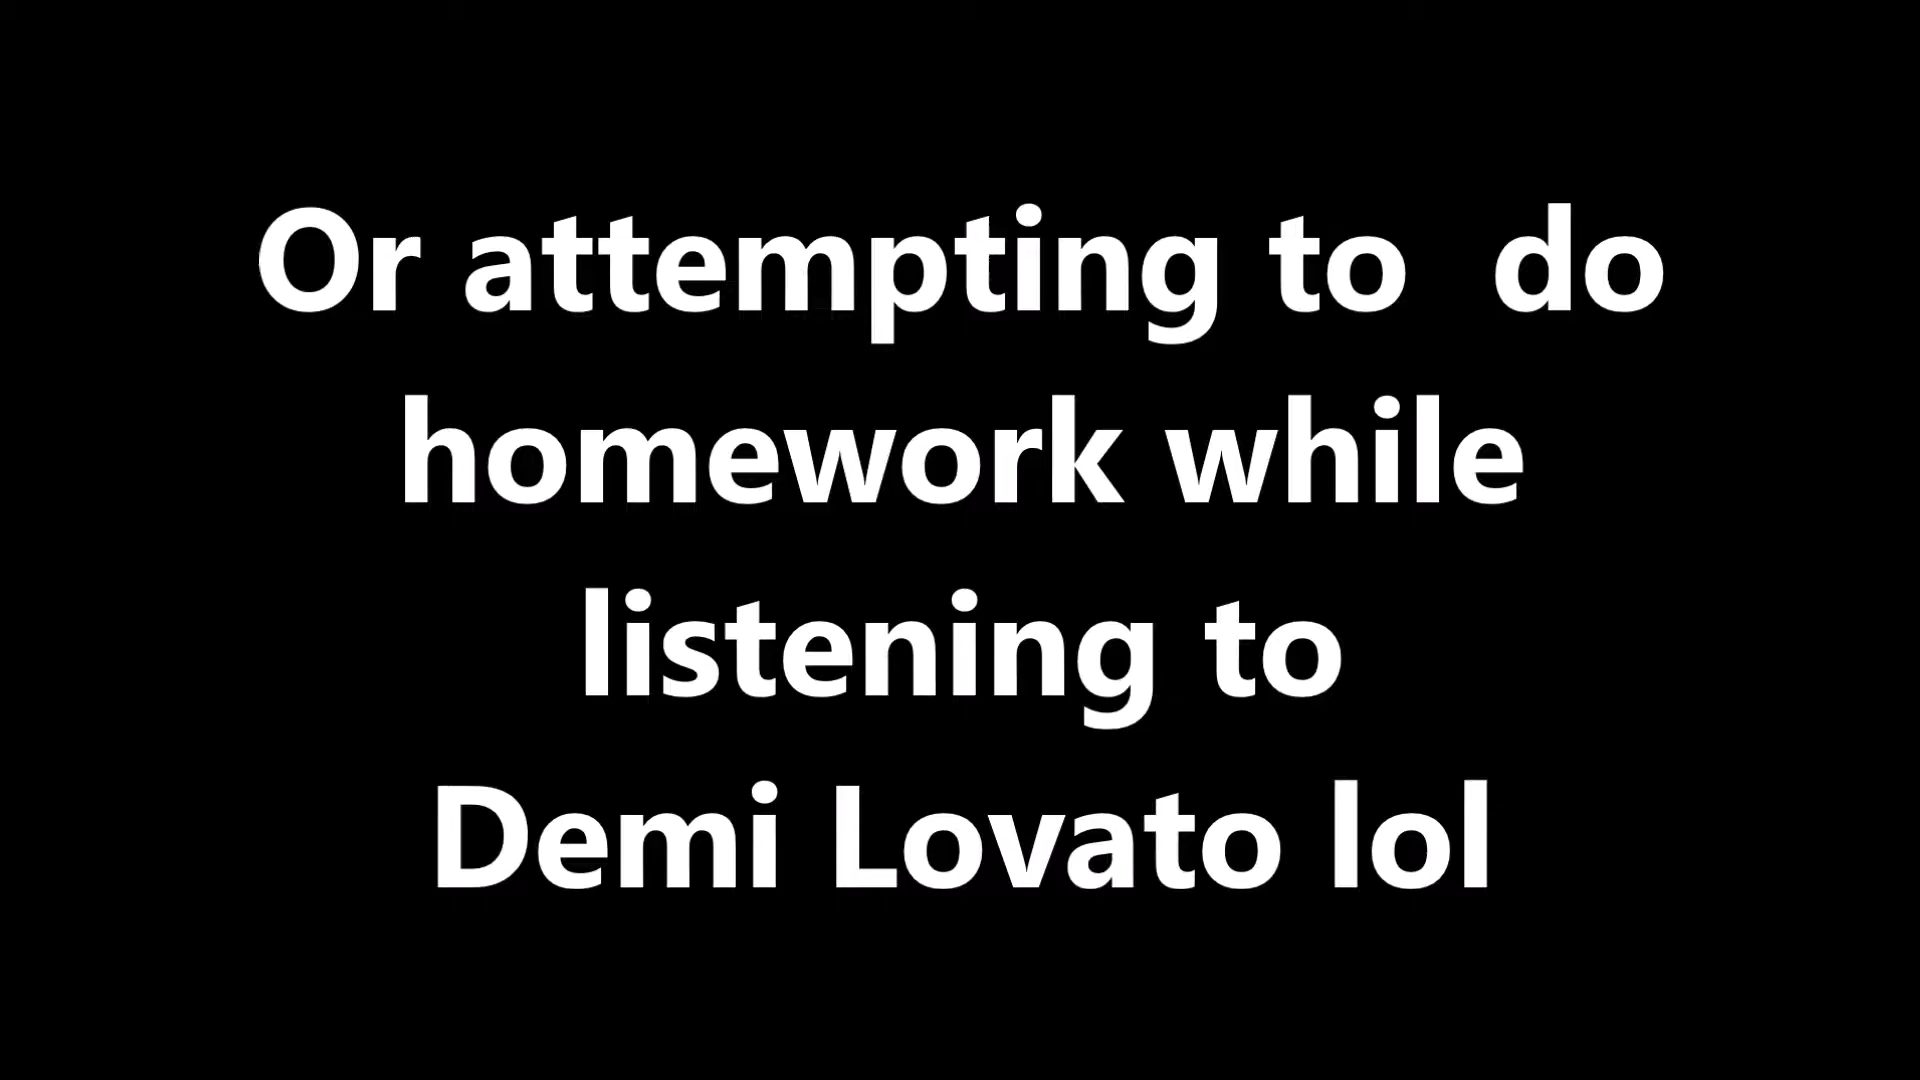 Or attempting to  do
homework while
listening to
Demi Lovato lol